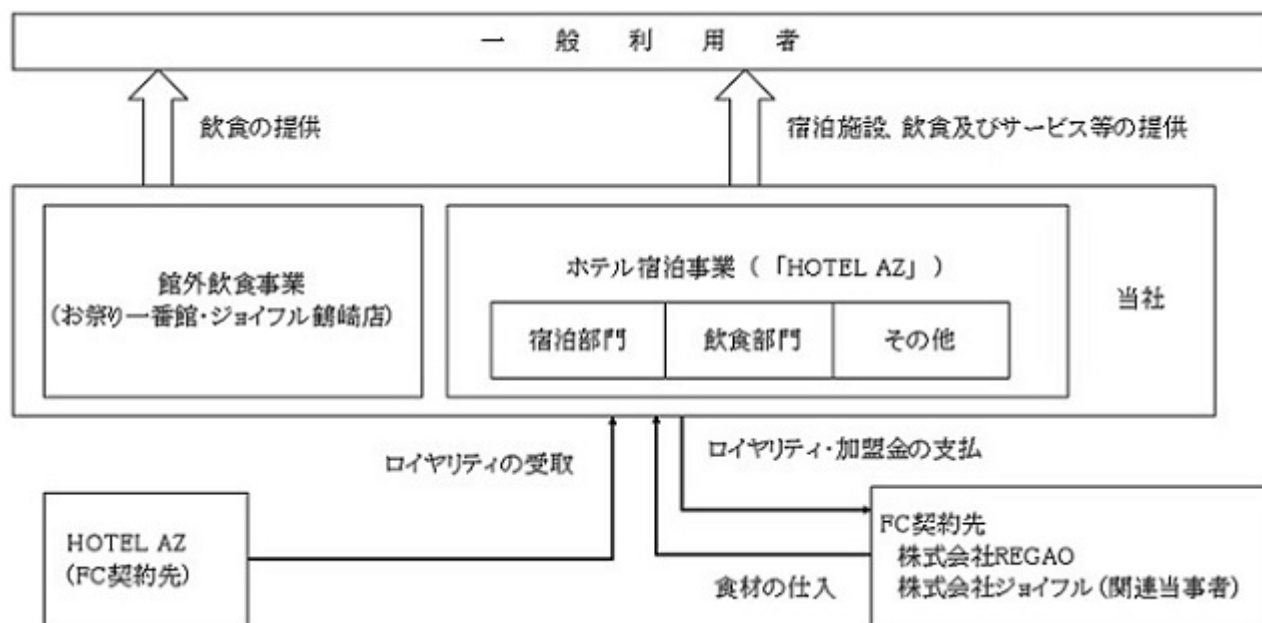 一般利用者
飲食の提供
宿泊施設、飲食及びサービス等の提供
館外飲食事業
(お祭り一番館・ジョイフル鶴崎店)
ホテル宿泊事業（「HOTEL AZ」）
宿泊部門
飲食部門
その他
当社
ロイヤリティの受取
ロイヤリティ・加盟金の支払
HOTEL AZ
(FC契約先)
食材の仕入
FC契約先
株式会社REGAO
株式会社ジョイフル(関連当事者)